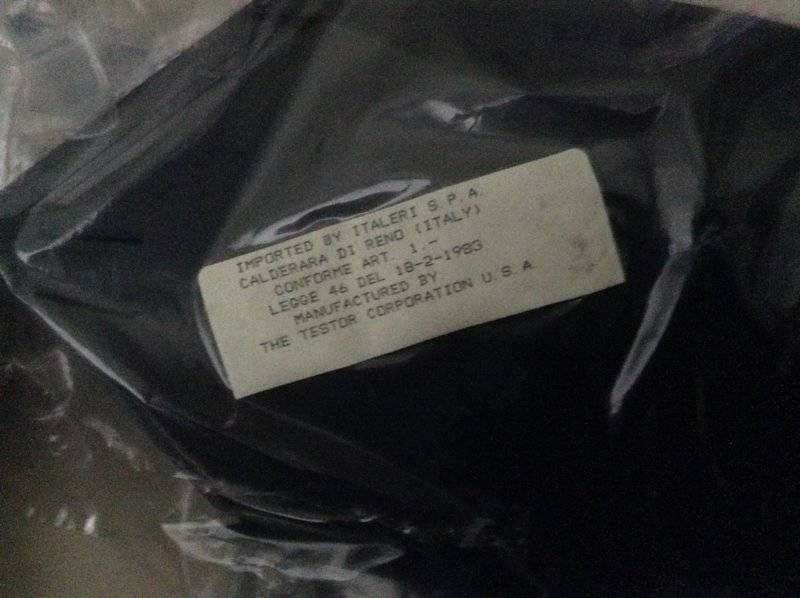 IMPORTED BY ITALERI S.P.A.
CALDERARA DI RENO (ITALY)
CONFORME ART. 1.-
LEGGE 46 DEL 18-2-1983
MANUFACTURED BY.
THE TESTOR CORPORATION U.S.A